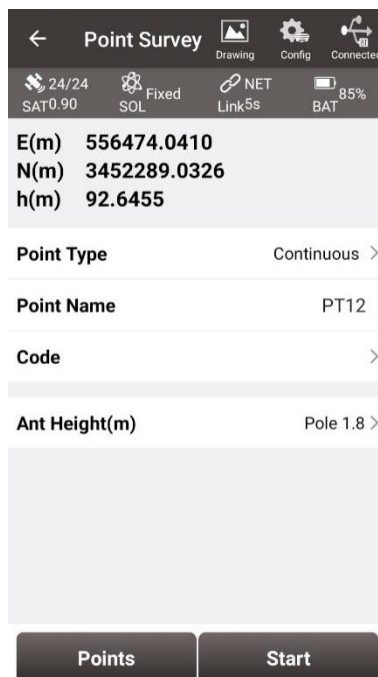 Point Survey
Drawing
Config
Connected
24/24
SAT0.90
Fixed
SOL
NET
Link5s
85%
BAT
E(m) 556474.0410
N(m) 3452289.0326
h(m) 92.6455
Point Type Continuous
Point Name PT12
Code
Ant Height(m) Pole 1.8
Points Start